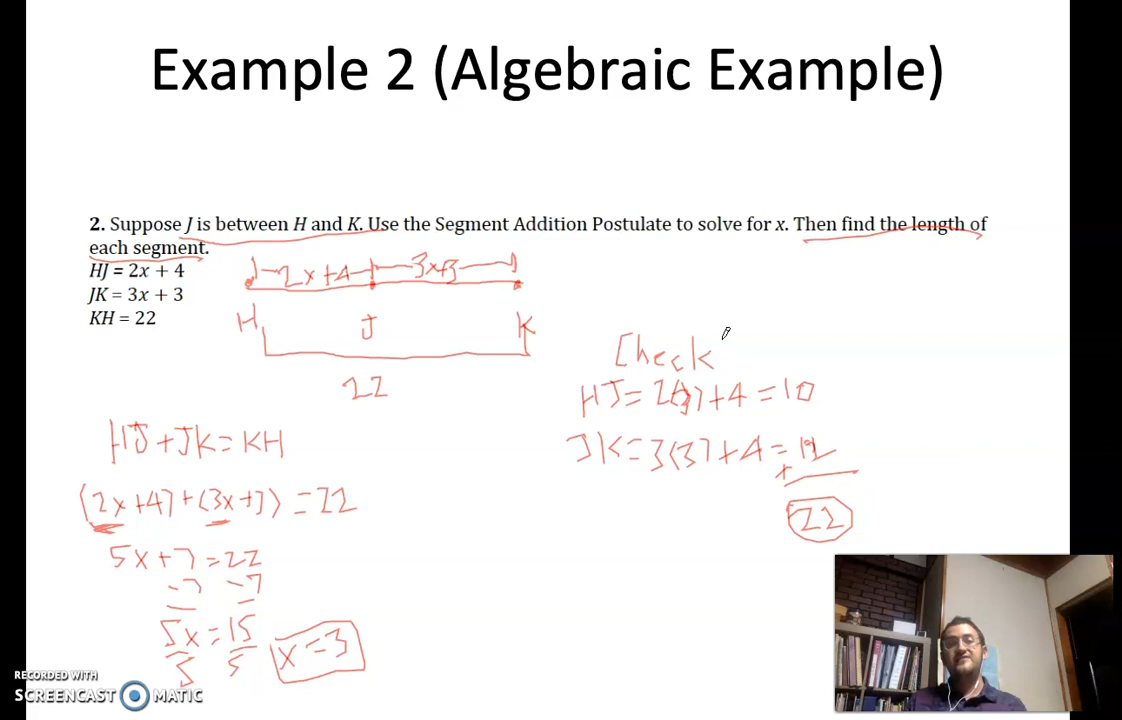 Example 2 (Algebraic Example)
2. Suppose J is between H and K. Use the Segment Addition Postulate to solve for x. Then find the length of
each segment.
HJ = 2x + 4
JK = 3x + 3
KH = 22
2x+4 3x+3
H J K
22
HJ+JK=KH
(2x+4)+(3x+3)=22
5x+7=22
-7 -7
5x=15
5 5
x=3
Check
HJ=2(3)+4=10
JK=3(3)+4=12
+
22
RECORDED WITH
SCREENCAST MATIC